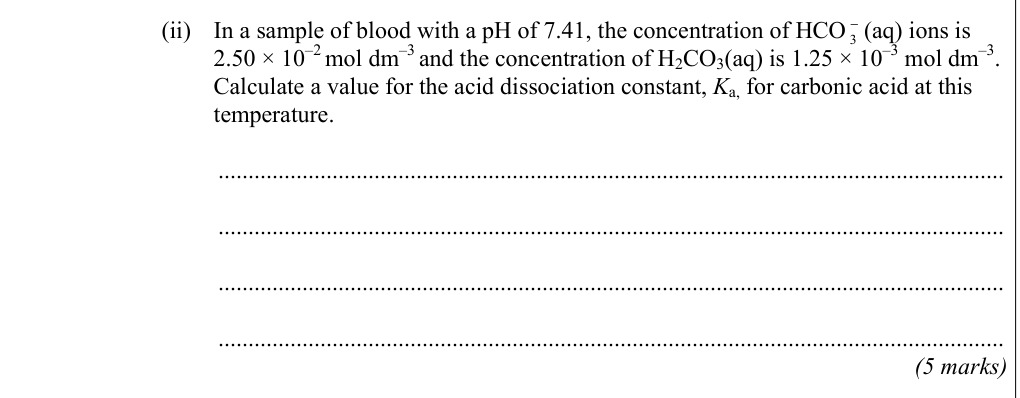 (ii) In a sample of blood with a pH of 7.41, the concentration of HCO₃⁻ (aq) ions is
2.50 × 10⁻² mol dm⁻³ and the concentration of H₂CO₃(aq) is 1.25 × 10⁻³ mol dm⁻³.
Calculate a value for the acid dissociation constant, Kₐ, for carbonic acid at this
temperature.
................................................................................
................................................................................
................................................................................
................................................................................
(5 marks)